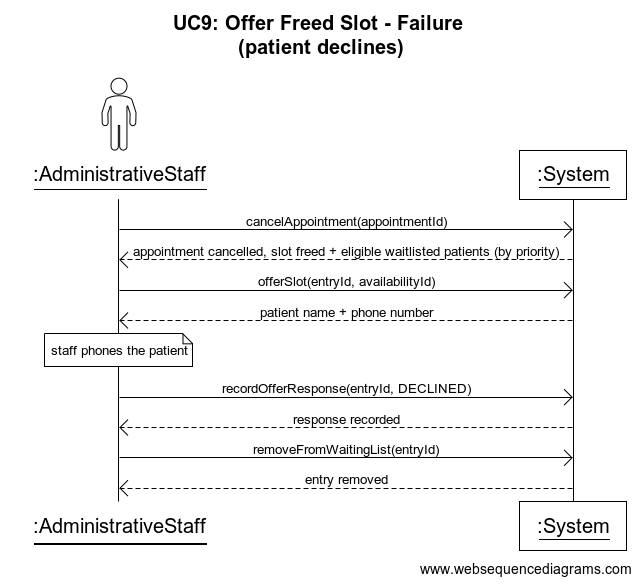 UC9: Offer Freed Slot - Failure
(patient declines)
:AdministrativeStaff
:System
cancelAppointment(appointmentId)
appointment cancelled, slot freed + eligible waitlisted patients (by priority)
offerSlot(entryId, availabilityId)
patient name + phone number
staff phones the patient
recordOfferResponse(entryId, DECLINED)
response recorded
removeFromWaitingList(entryId)
entry removed
:AdministrativeStaff
:System
www.websequencediagrams.com